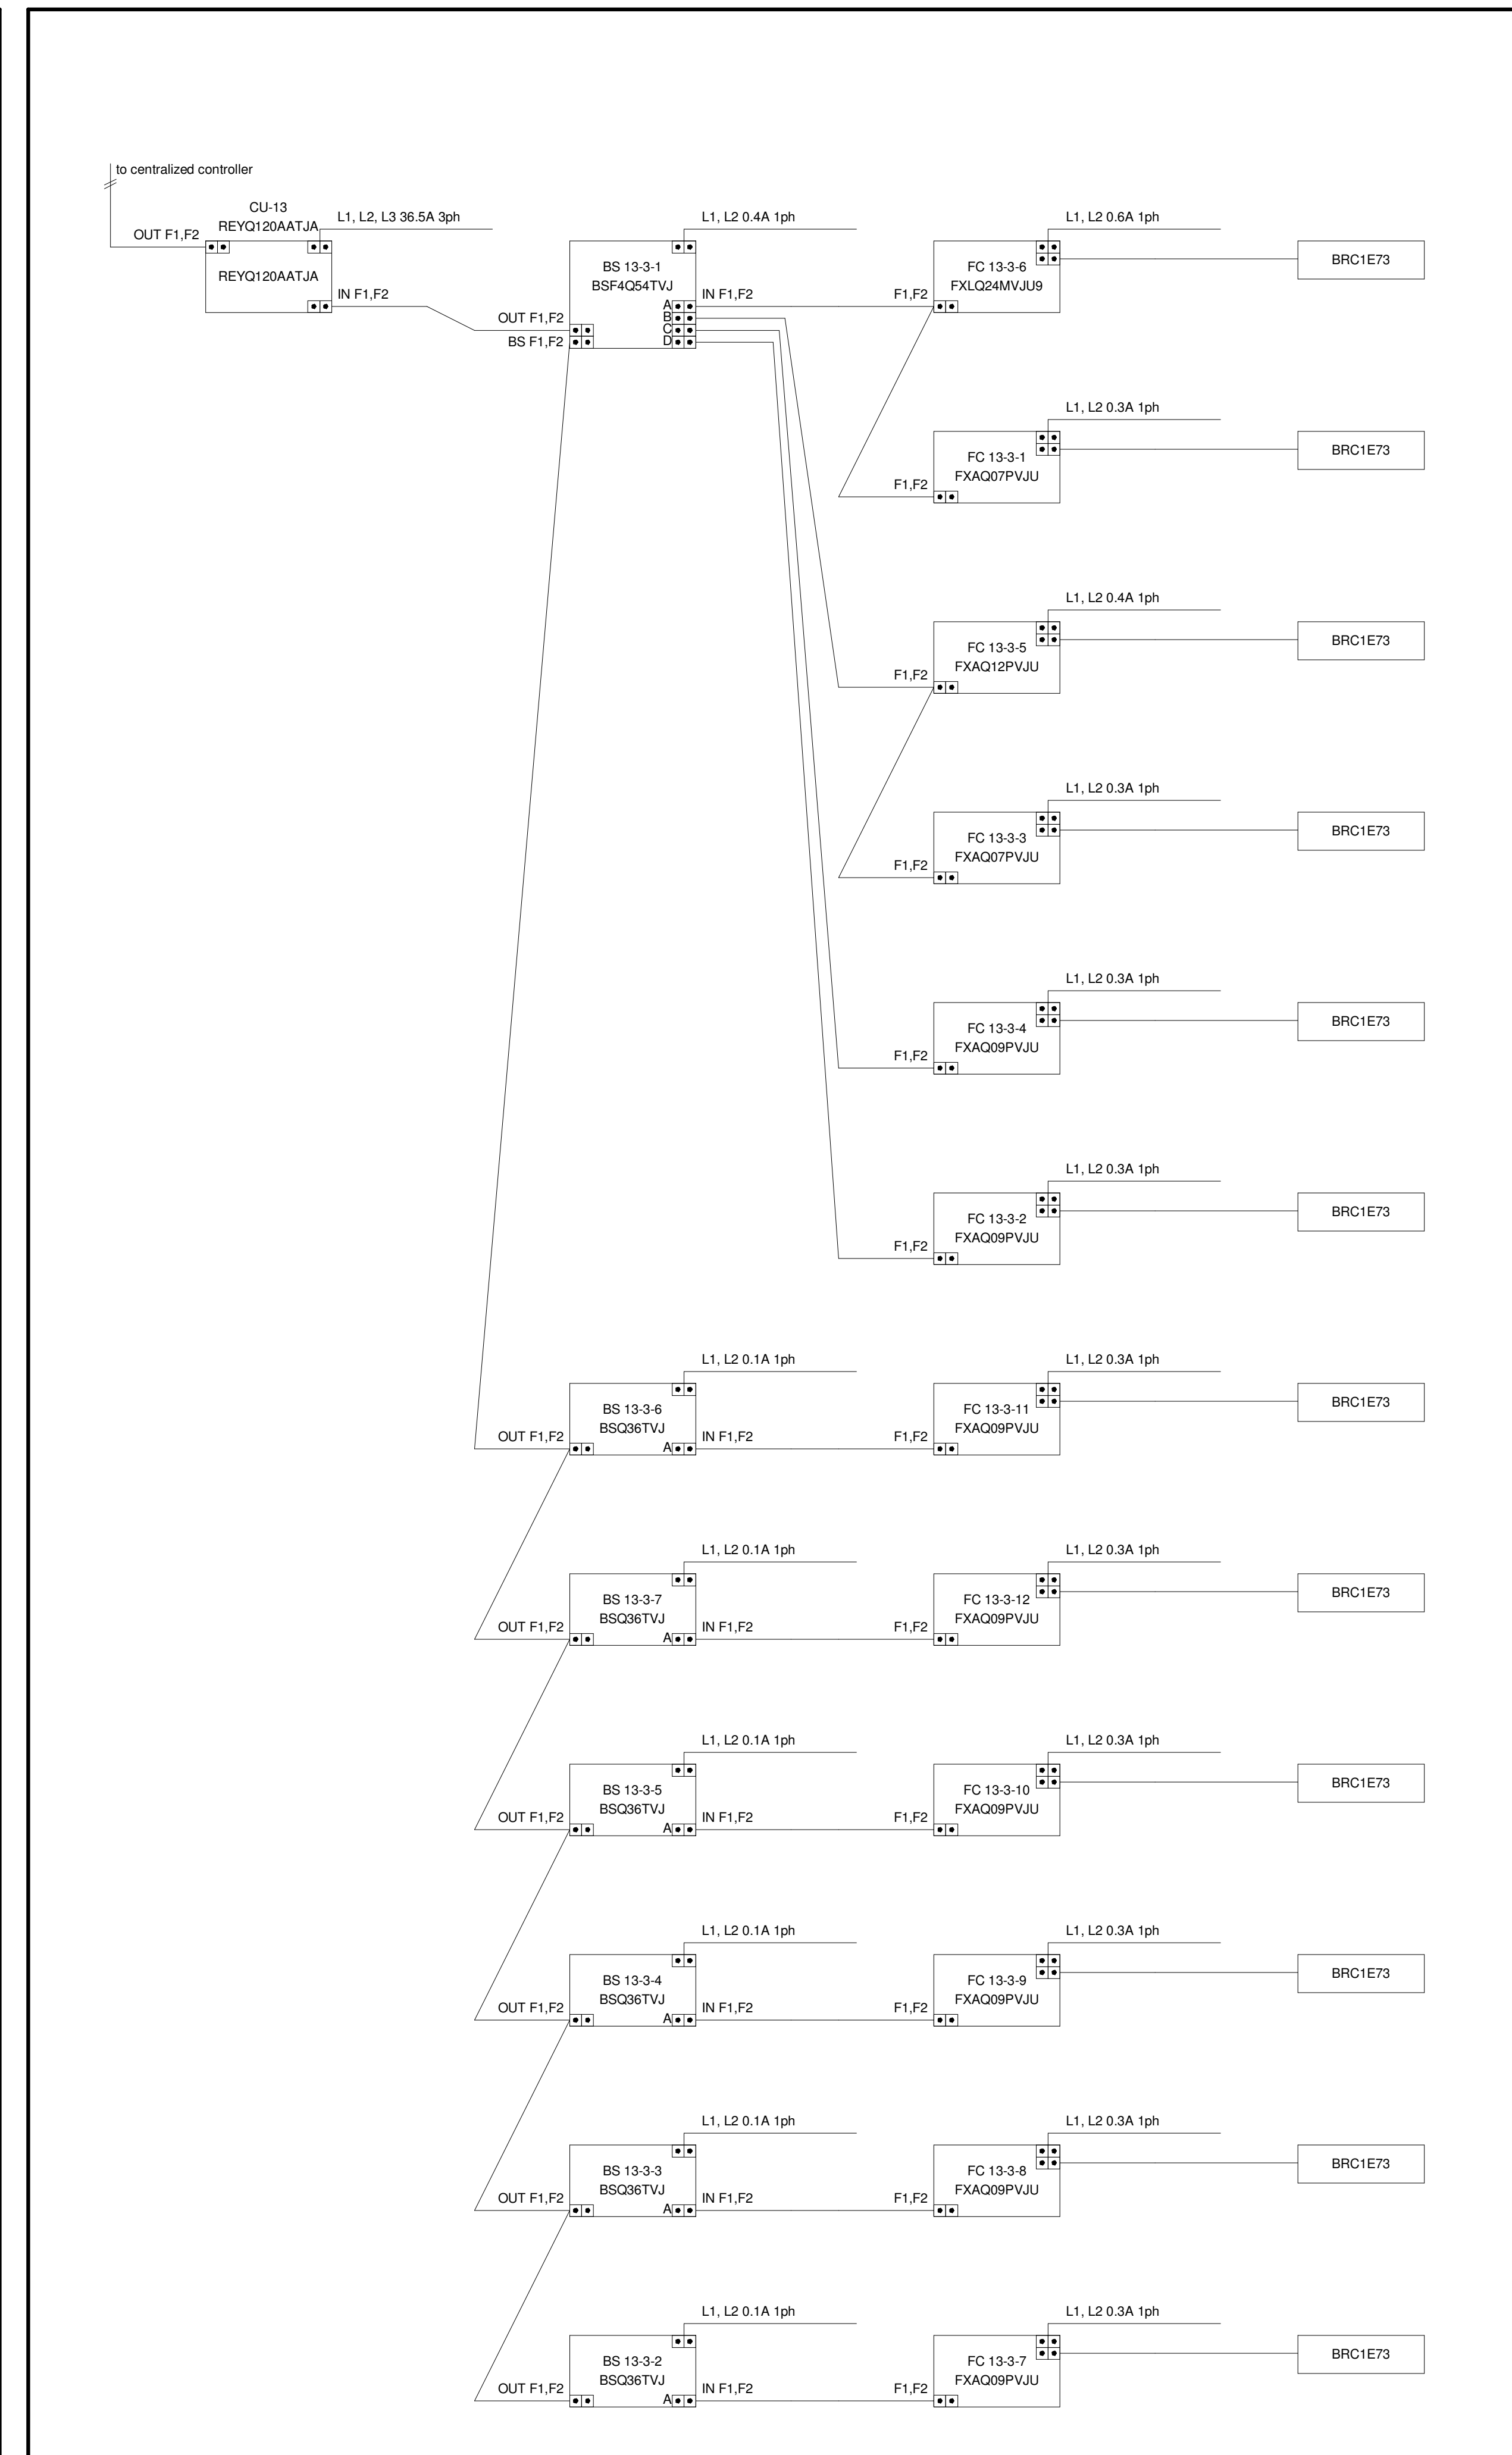 to centralized controller
CU-13
REYQ120AATJA
L1, L2, L3 36.5A 3ph
OUT F1,F2
REYQ120AATJA
IN F1,F2
L1, L2 0.4A 1ph
BS 13-3-1
BSF4Q54TVJ
A
B
C
D
IN F1,F2
OUT F1,F2
BS F1,F2
L1, L2 0.6A 1ph
FC 13-3-6
FXLQ24MVJU9
F1,F2
BRC1E73
L1, L2 0.3A 1ph
FC 13-3-1
FXAQ07PVJU
F1,F2
BRC1E73
L1, L2 0.4A 1ph
FC 13-3-5
FXAQ12PVJU
F1,F2
BRC1E73
L1, L2 0.3A 1ph
FC 13-3-3
FXAQ07PVJU
F1,F2
BRC1E73
L1, L2 0.3A 1ph
FC 13-3-4
FXAQ09PVJU
F1,F2
BRC1E73
L1, L2 0.3A 1ph
FC 13-3-2
FXAQ09PVJU
F1,F2
BRC1E73
L1, L2 0.1A 1ph
BS 13-3-6
BSQ36TVJ
OUT F1,F2
A
IN F1,F2
L1, L2 0.3A 1ph
FC 13-3-11
FXAQ09PVJU
F1,F2
BRC1E73
L1, L2 0.1A 1ph
BS 13-3-7
BSQ36TVJ
OUT F1,F2
A
IN F1,F2
L1, L2 0.3A 1ph
FC 13-3-12
FXAQ09PVJU
F1,F2
BRC1E73
L1, L2 0.1A 1ph
BS 13-3-5
BSQ36TVJ
OUT F1,F2
A
IN F1,F2
L1, L2 0.3A 1ph
FC 13-3-10
FXAQ09PVJU
F1,F2
BRC1E73
L1, L2 0.1A 1ph
BS 13-3-4
BSQ36TVJ
OUT F1,F2
A
IN F1,F2
L1, L2 0.3A 1ph
FC 13-3-9
FXAQ09PVJU
F1,F2
BRC1E73
L1, L2 0.1A 1ph
BS 13-3-3
BSQ36TVJ
OUT F1,F2
A
IN F1,F2
L1, L2 0.3A 1ph
FC 13-3-8
FXAQ09PVJU
F1,F2
BRC1E73
L1, L2 0.1A 1ph
BS 13-3-2
BSQ36TVJ
OUT F1,F2
A
IN F1,F2
L1, L2 0.3A 1ph
FC 13-3-7
FXAQ09PVJU
F1,F2
BRC1E73